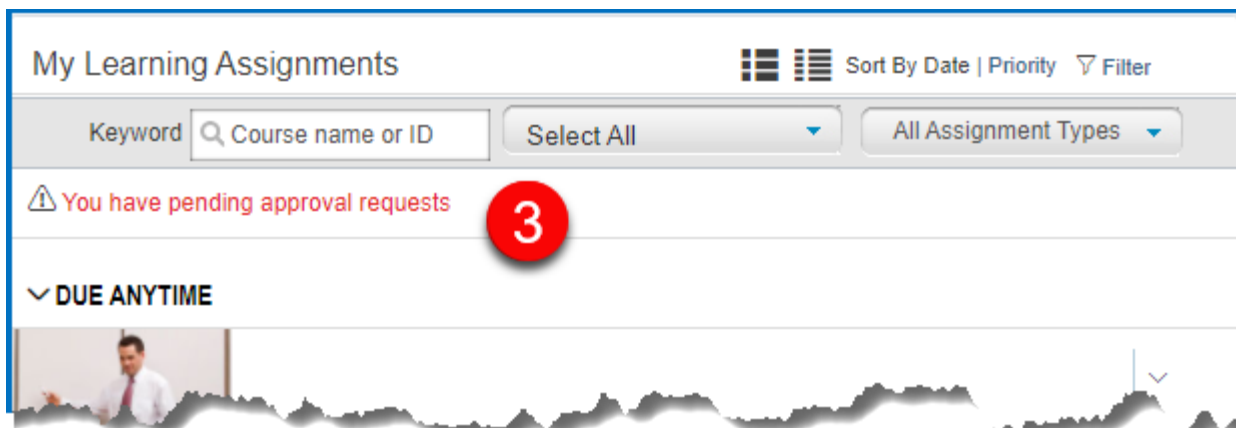 My Learning Assignments Sort By Date | Priority Filter
Keyword Course name or ID Select All All Assignment Types
You have pending approval requests 3
DUE ANYTIME